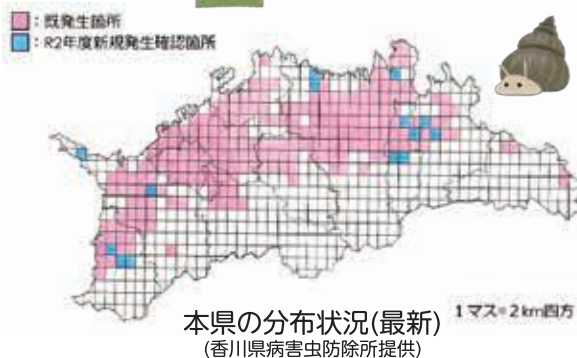 ：既発生箇所
：R2年度新規発生確認箇所
1マス=2km四方
本県の分布状況(最新)
(香川県病害虫防除所提供)